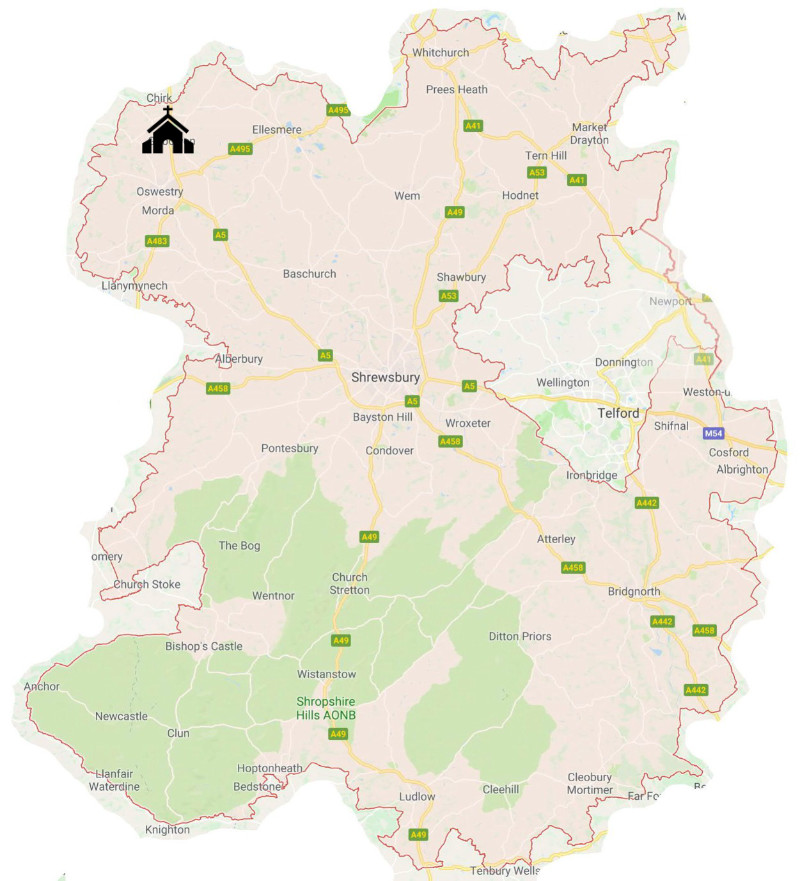 M
Whitchurch
Prees Heath
Chirk
A495
Ellesmere
A41
Market
Drayton
A495
Tern Hill
A53
A41
Oswestry
Wem
Hodnet
Morda
A49
A5
A483
Baschurch
Shawbury
Llanymynech
A53
Newport
A5
Alberbury
A41
Donnington
Shrewsbury
Wellington
A458
A5
Weston-u
A5
Telford
Bayston Hill
Wroxeter
Shifnal
M54
A458
Pontesbury
Condover
Cosford
Albrighton
Ironbridge
A442
A49
The Bog
Atterley
omery
A458
Church
Stretton
Church Stoke
Wentnor
Bridgnorth
A442
A458
Ditton Priors
A49
Bishop's Castle
Wistanstow
Anchor
A442
Shropshire
Hills AONB
Newcastle
Clun
A49
Hoptonheath
Llanfair
Waterdine
Bedstone
Cleobury
Mortimer
Cleehill
Ludlow
Far Fo
Knighton
A49
Tenbury Wells